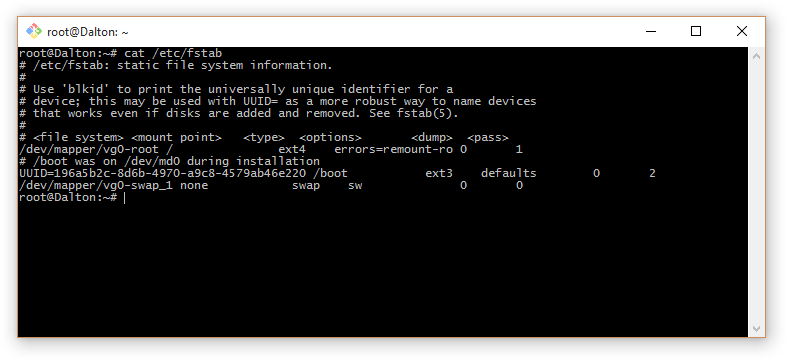 root@Dalton: ~
root@Dalton:~# cat /etc/fstab
# /etc/fstab: static file system information.
#
# Use 'blkid' to print the universally unique identifier for a
# device; this may be used with UUID= as a more robust way to name devices
# that works even if disks are added and removed. See fstab(5).
#
# <file system> <mount point>   <type>  <options>       <dump>  <pass>
/dev/mapper/vg0-root /               ext4    errors=remount-ro 0       1
# /boot was on /dev/md0 during installation
UUID=196a5b2c-8d6b-4970-a9c8-4579ab46e220 /boot           ext3    defaults        0       2
/dev/mapper/vg0-swap_1 none            swap    sw              0       0
root@Dalton:~#